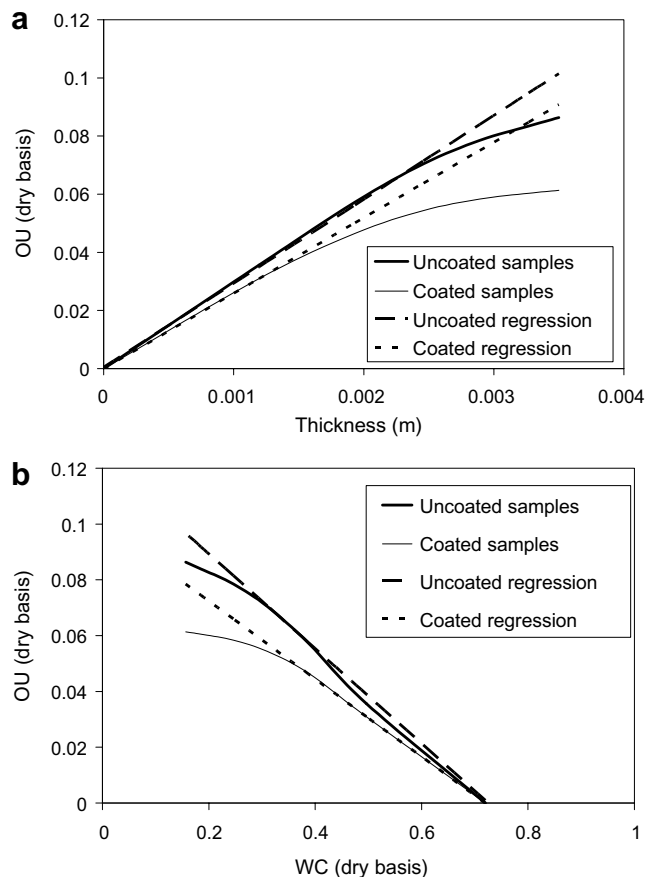 a
0.12
0.1
0.08
0.06
0.04
0.02
0
OU (dry basis)
Uncoated samples
Coated samples
Uncoated regression
Coated regression
0 0.001 0.002 0.003 0.004
Thickness (m)
b
0.12
0.1
0.08
0.06
0.04
0.02
0
OU (dry basis)
Uncoated samples
Coated samples
Uncoated regression
Coated regression
0 0.2 0.4 0.6 0.8 1
WC (dry basis)